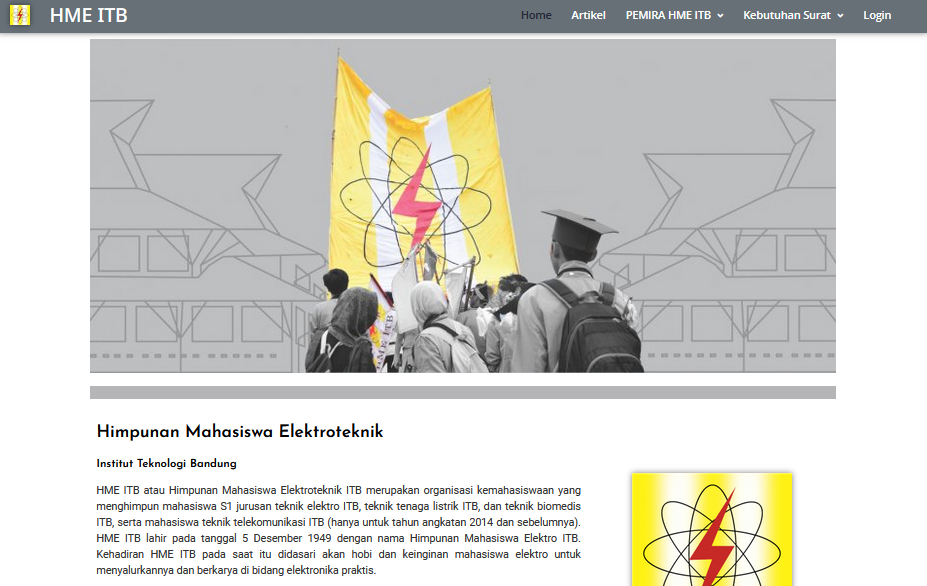 HME ITB
Home Artikel PEMIRA HME ITB Kebutuhan Surat Login
HME ITB
Himpunan Mahasiswa Elektroteknik
Institut Teknologi Bandung
HME ITB atau Himpunan Mahasiswa Elektroteknik ITB merupakan organisasi kemahasiswaan yang
menghimpun mahasiswa S1 jurusan teknik elektro ITB, teknik tenaga listrik ITB, dan teknik biomedis
ITB, serta mahasiswa teknik telekomunikasi ITB (hanya untuk tahun angkatan 2014 dan sebelumnya).
HME ITB lahir pada tanggal 5 Desember 1949 dengan nama Himpunan Mahasiswa Elektro ITB.
Kehadiran HME ITB pada saat itu didasari akan hobi dan keinginan mahasiswa elektro untuk
menyalurkannya dan berkarya di bidang elektronika praktis.